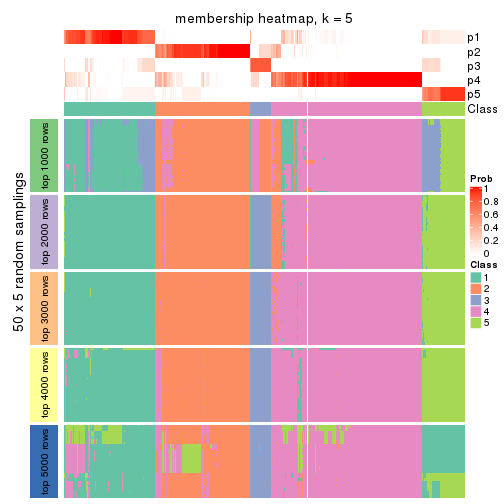 membership heatmap, k = 5
p1
p2
p3
p4
p5
Class
50 x 5 random samplings
top 1000 rows
top 2000 rows
top 3000 rows
top 4000 rows
top 5000 rows
Prob
1
0.8
0.6
0.4
0.2
0
Class
1
2
3
4
5